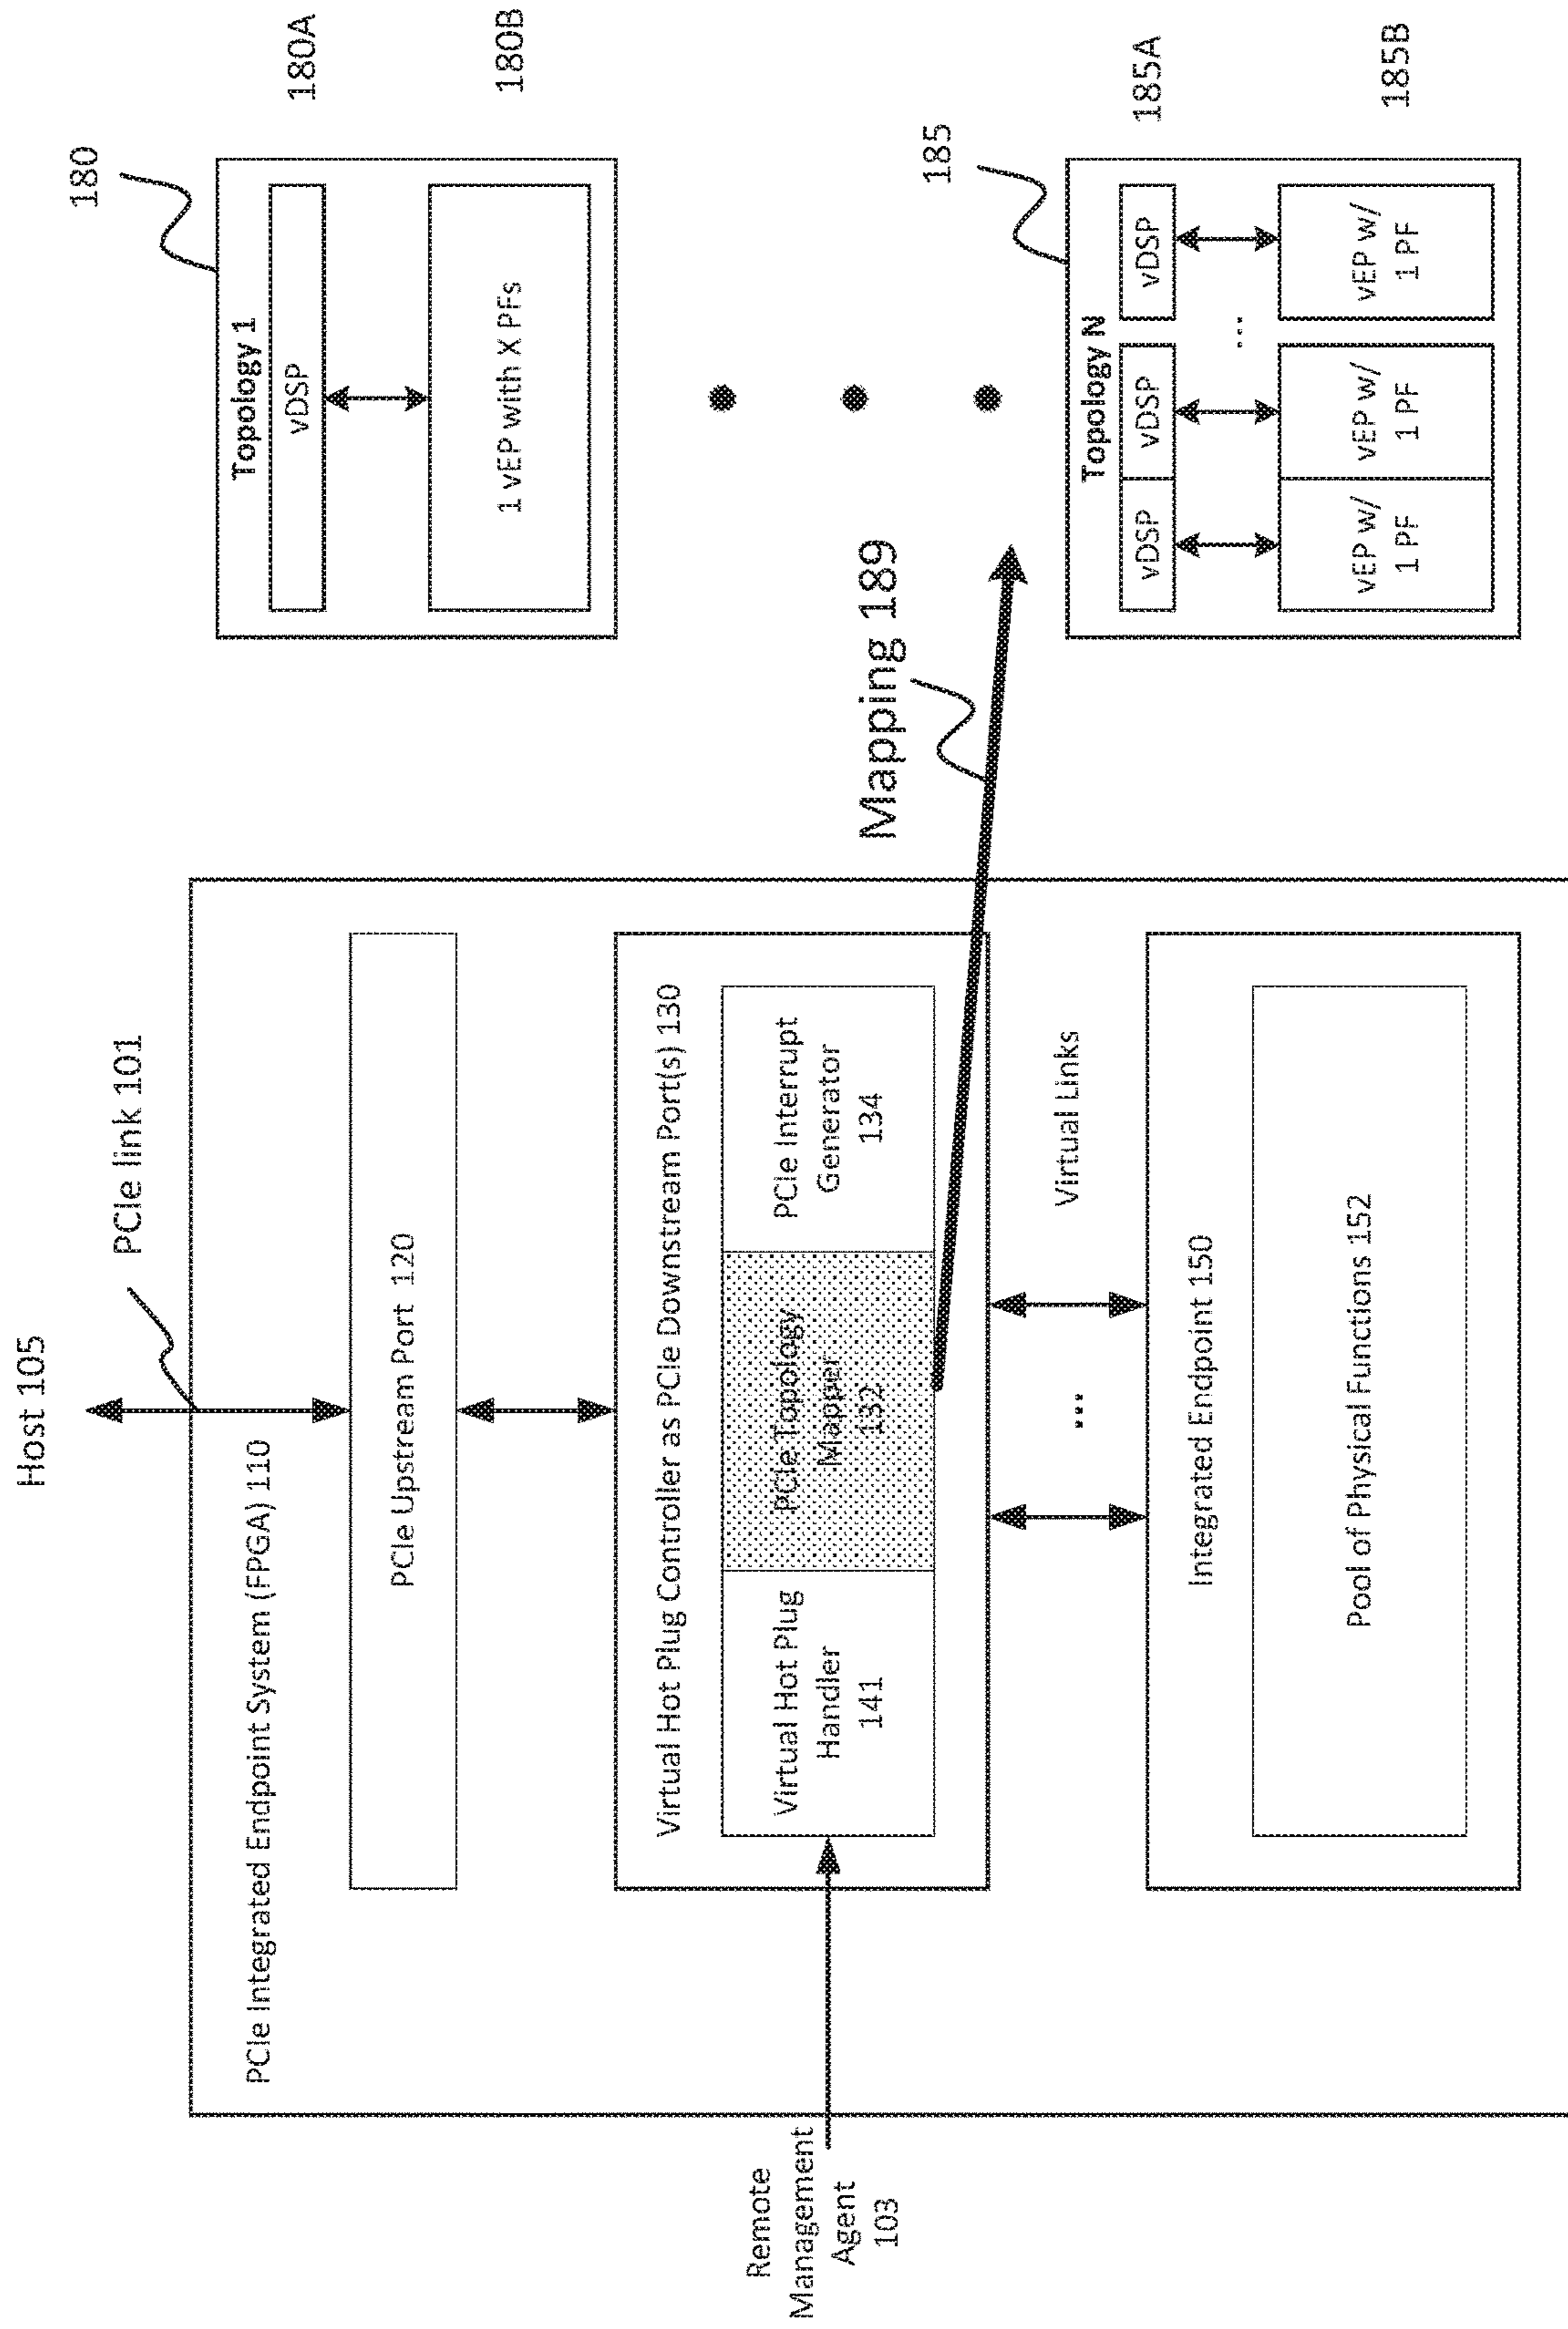 Host 105
PCIe link 101
PCIe Integrated Endpoint System (FPGA) 110
PCIe Upstream Port 120
Virtual Hot Plug Controller as PCIe Downstream Port(s) 130
Virtual Hot Plug
Handler
141
PCIe Topology
Mapper
132
PCIe Interrupt
Generator
134
Remote
Management
Agent
103
...
Virtual Links
Integrated Endpoint 150
Pool of Physical Functions 152
Mapping 189
180
Topology 1
vDSP
180A
1 vEP with X PFs
180B
185
Topology N
vDSP
vDSP
vDSP
185A
...
vEP w/
1 PF
vEP w/
1 PF
vEP w/
1 PF
185B